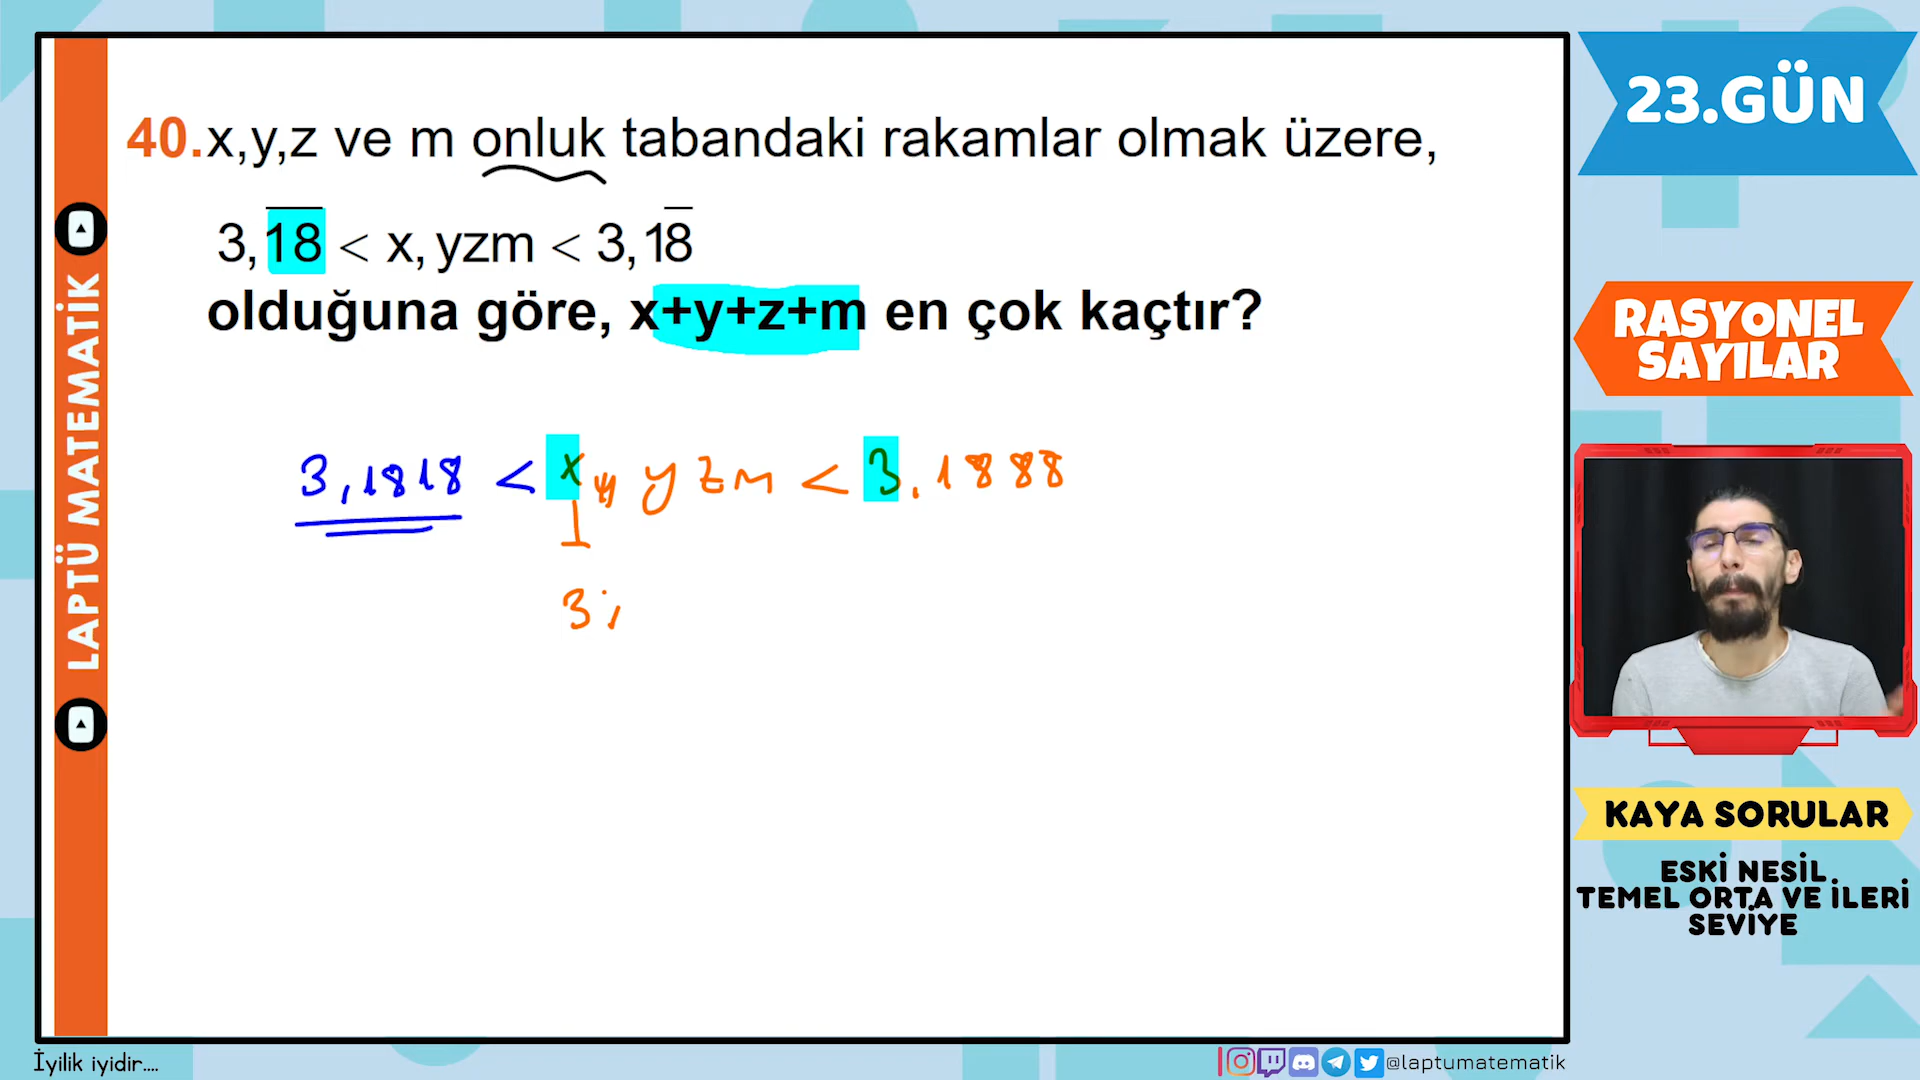 40.x,y,z ve m onluk tabandaki rakamlar olmak üzere,
3,1̅8̅ < x,yzm < 3,18̅
olduğuna göre, x+y+z+m en çok kaçtır?
3,1818 < x, yzm < 3.1888
3,
LAPTÜ MATEMATİK
23.GÜN
RASYONEL
SAYILAR
KAYA SORULAR
ESKİ NESİL
TEMEL ORTA VE İLERİ
SEVİYE
İyilik iyidir....
@laptumatematik